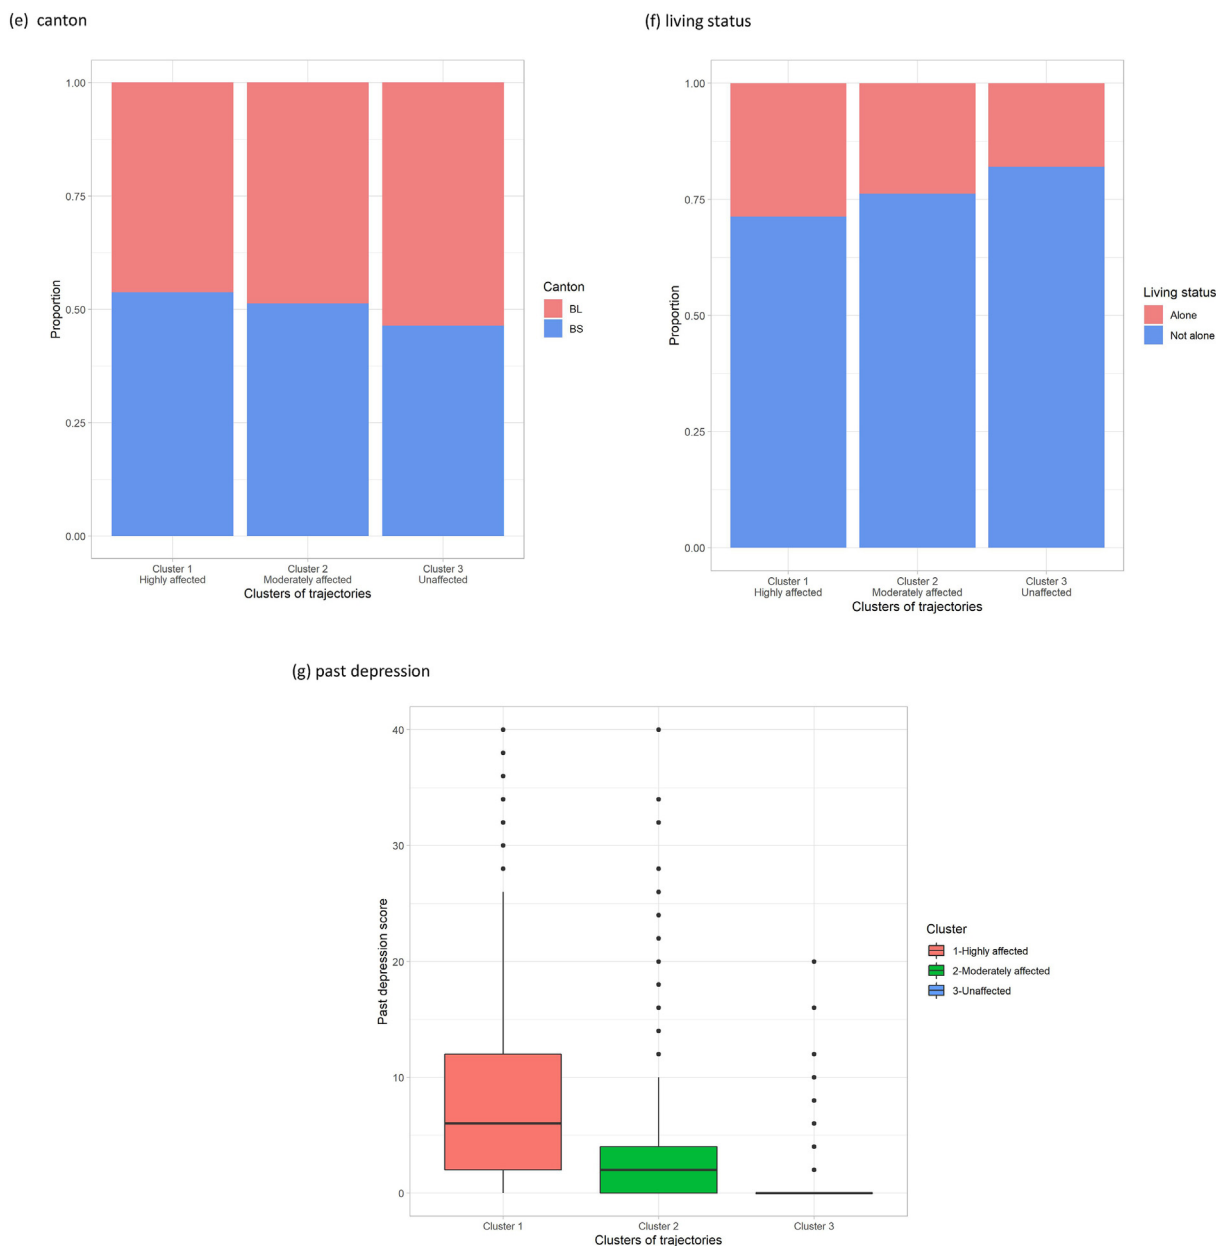 (e) canton
1.00
0.75
0.50
0.25
0.00
Proportion
Cluster 1
Highly affected
Cluster 2
Moderately affected
Cluster 3
Unaffected
Clusters of trajectories
Canton
BL
BS
(f) living status
1.00
0.75
0.50
0.25
0.00
Proportion
Cluster 1
Highly affected
Cluster 2
Moderately affected
Cluster 3
Unaffected
Clusters of trajectories
Living status
Alone
Not alone
(g) past depression
40
30
20
10
0
Past depression score
Cluster 1
Cluster 2
Cluster 3
Clusters of trajectories
Cluster
1-Highly affected
2-Moderately affected
3-Unaffected